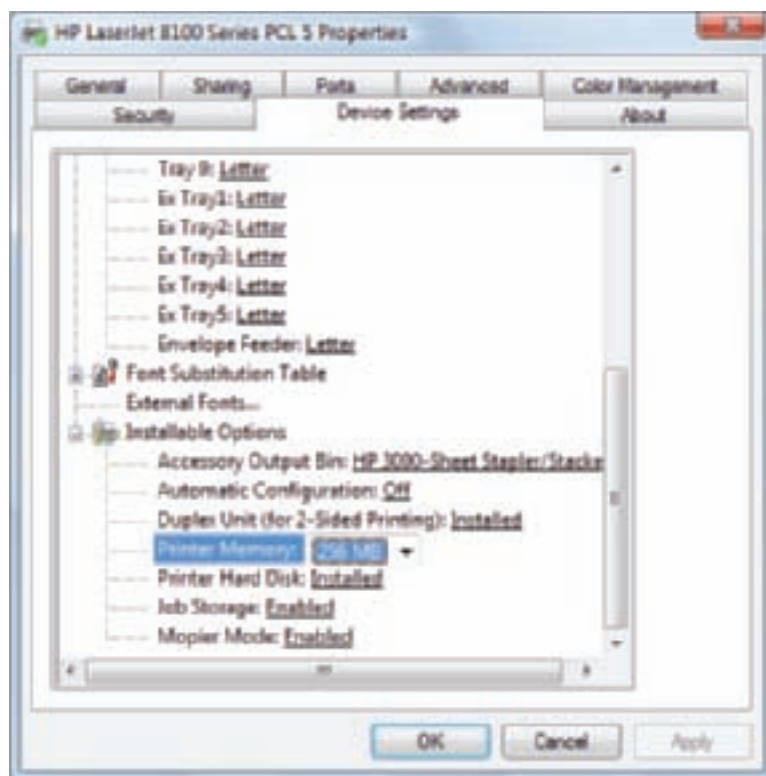 HP LaserJet 8100 Series PCL 5 Properties
General Sharing Ports Advanced Color Management
Security Device Settings About
Tray 9: Letter
Ex Tray1: Letter
Ex Tray2: Letter
Ex Tray3: Letter
Ex Tray4: Letter
Ex Tray5: Letter
Envelope Feeder: Letter
Font Substitution Table
External Fonts...
Installable Options
Accessory Output Bin: HP 3000-Sheet Stapler/Stacke
Automatic Configuration: Off
Duplex Unit (for 2-Sided Printing): Installed
Printer Memory: 256 MB
Printer Hard Disk: Installed
Job Storage: Enabled
Mopier Mode: Enabled
OK Cancel Apply